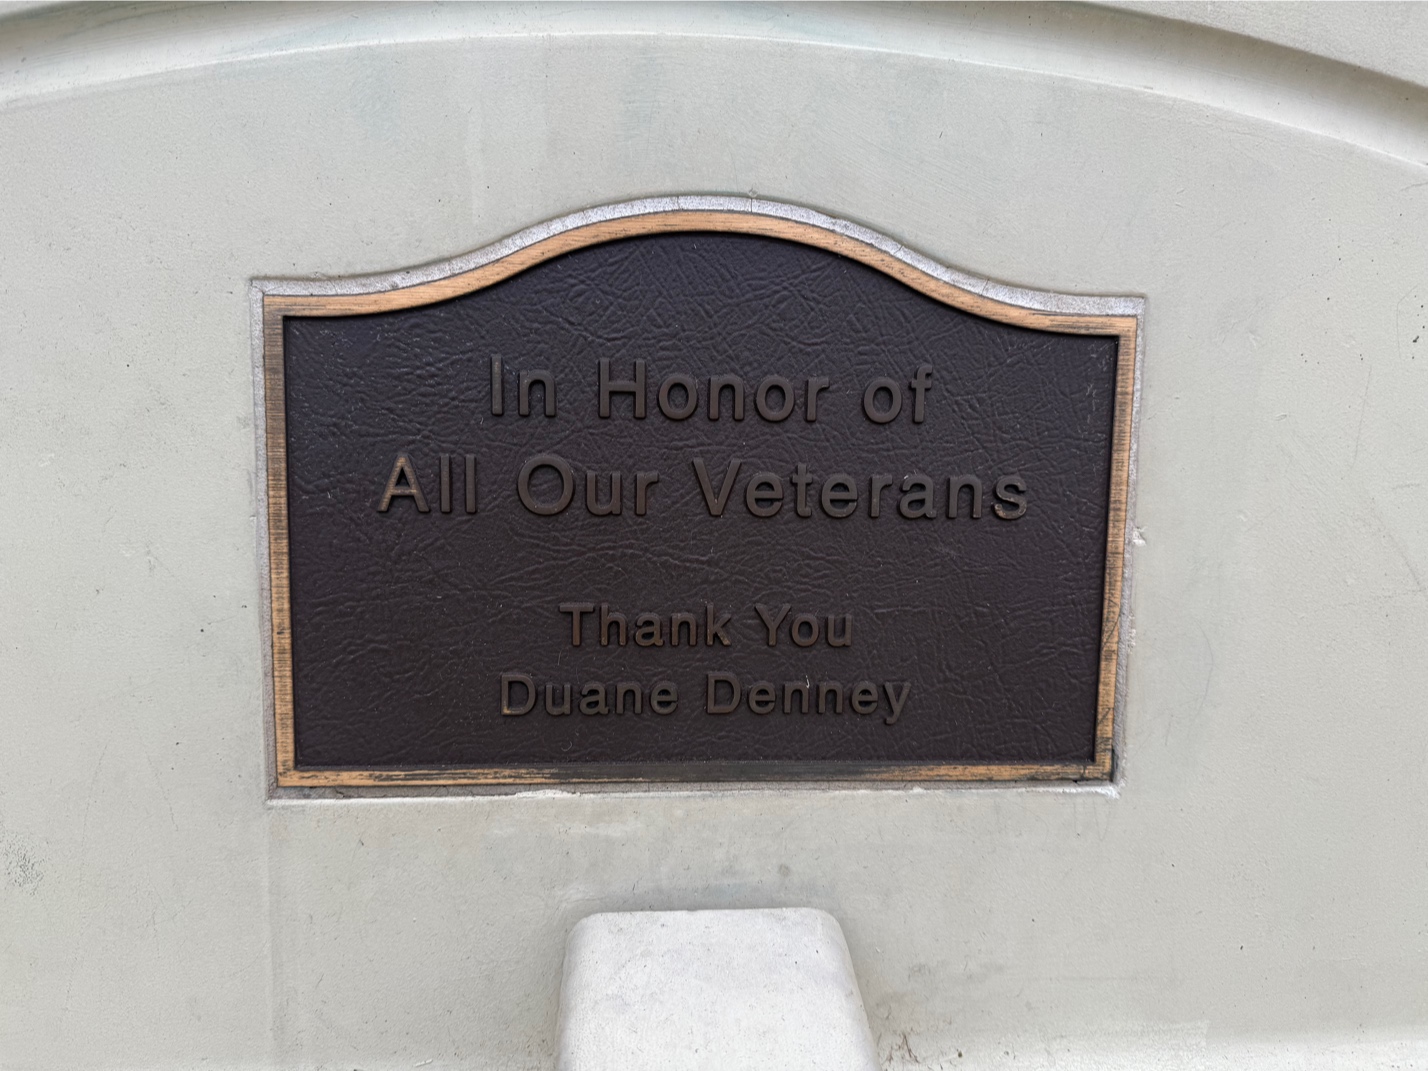 In Honor of
All Our Veterans
Thank You
Duane Denney